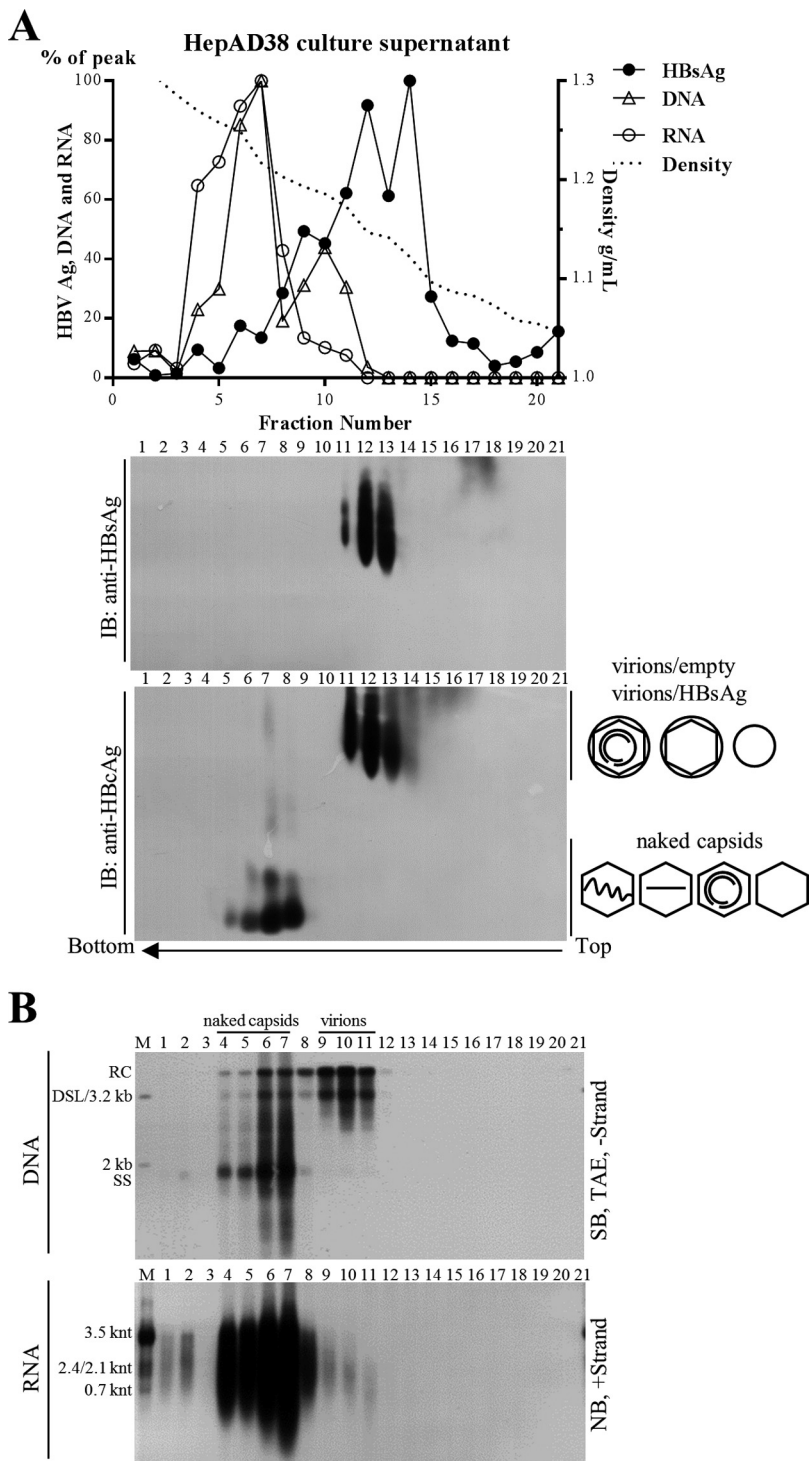 A
HepAD38 culture supernatant
% of peak
HBsAg
DNA
RNA
Density
100
80
60
40
20
0
HBV Ag, DNA and RNA
1.3
1.2
1.1
1.0
Density g/mL
0 5 10 15 20
Fraction Number
1 2 3 4 5 6 7 8 9 10 11 12 13 14 15 16 17 18 19 20 21
IB: anti-HBsAg
1 2 3 4 5 6 7 8 9 10 11 12 13 14 15 16 17 18 19 20 21
IB: anti-HBcAg
virions/empty
virions/HBsAg
naked capsids
Bottom Top
B
naked capsids virions
M 1 2 3 4 5 6 7 8 9 10 11 12 13 14 15 16 17 18 19 20 21
RC
DSL/3.2 kb
2 kb
SS
DNA
SB, TAE, -Strand
M 1 2 3 4 5 6 7 8 9 10 11 12 13 14 15 16 17 18 19 20 21
3.5 knt
2.4/2.1 knt
0.7 knt
RNA
NB, +Strand